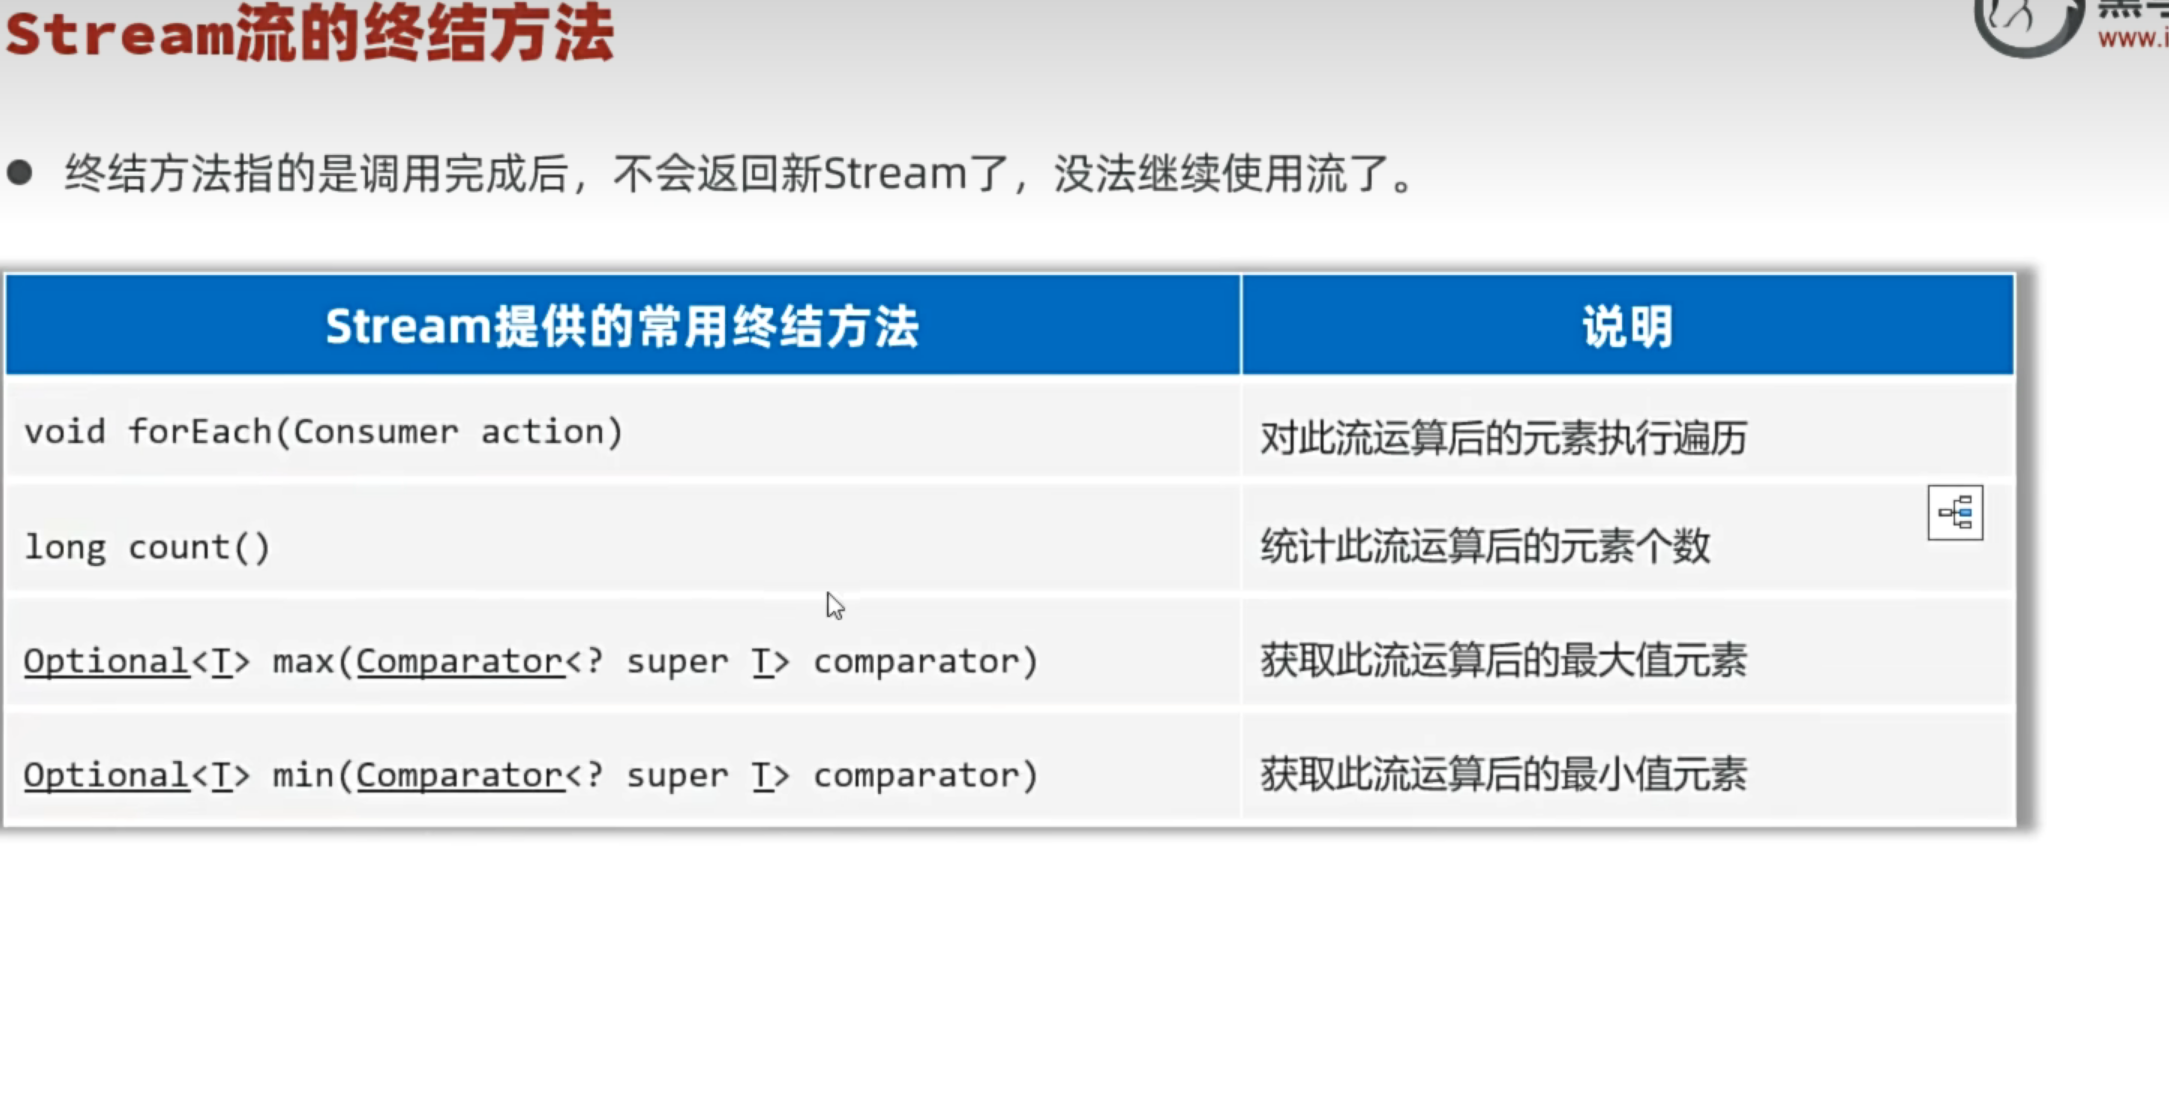 Stream流的终结方法
www.i
终结方法指的是调用完成后，不会返回新Stream了，没法继续使用流了。
Stream提供的常用终结方法 说明
void forEach(Consumer action) 对此流运算后的元素执行遍历
long count() 统计此流运算后的元素个数
Optional<T> max(Comparator<? super T> comparator) 获取此流运算后的最大值元素
Optional<T> min(Comparator<? super T> comparator) 获取此流运算后的最小值元素